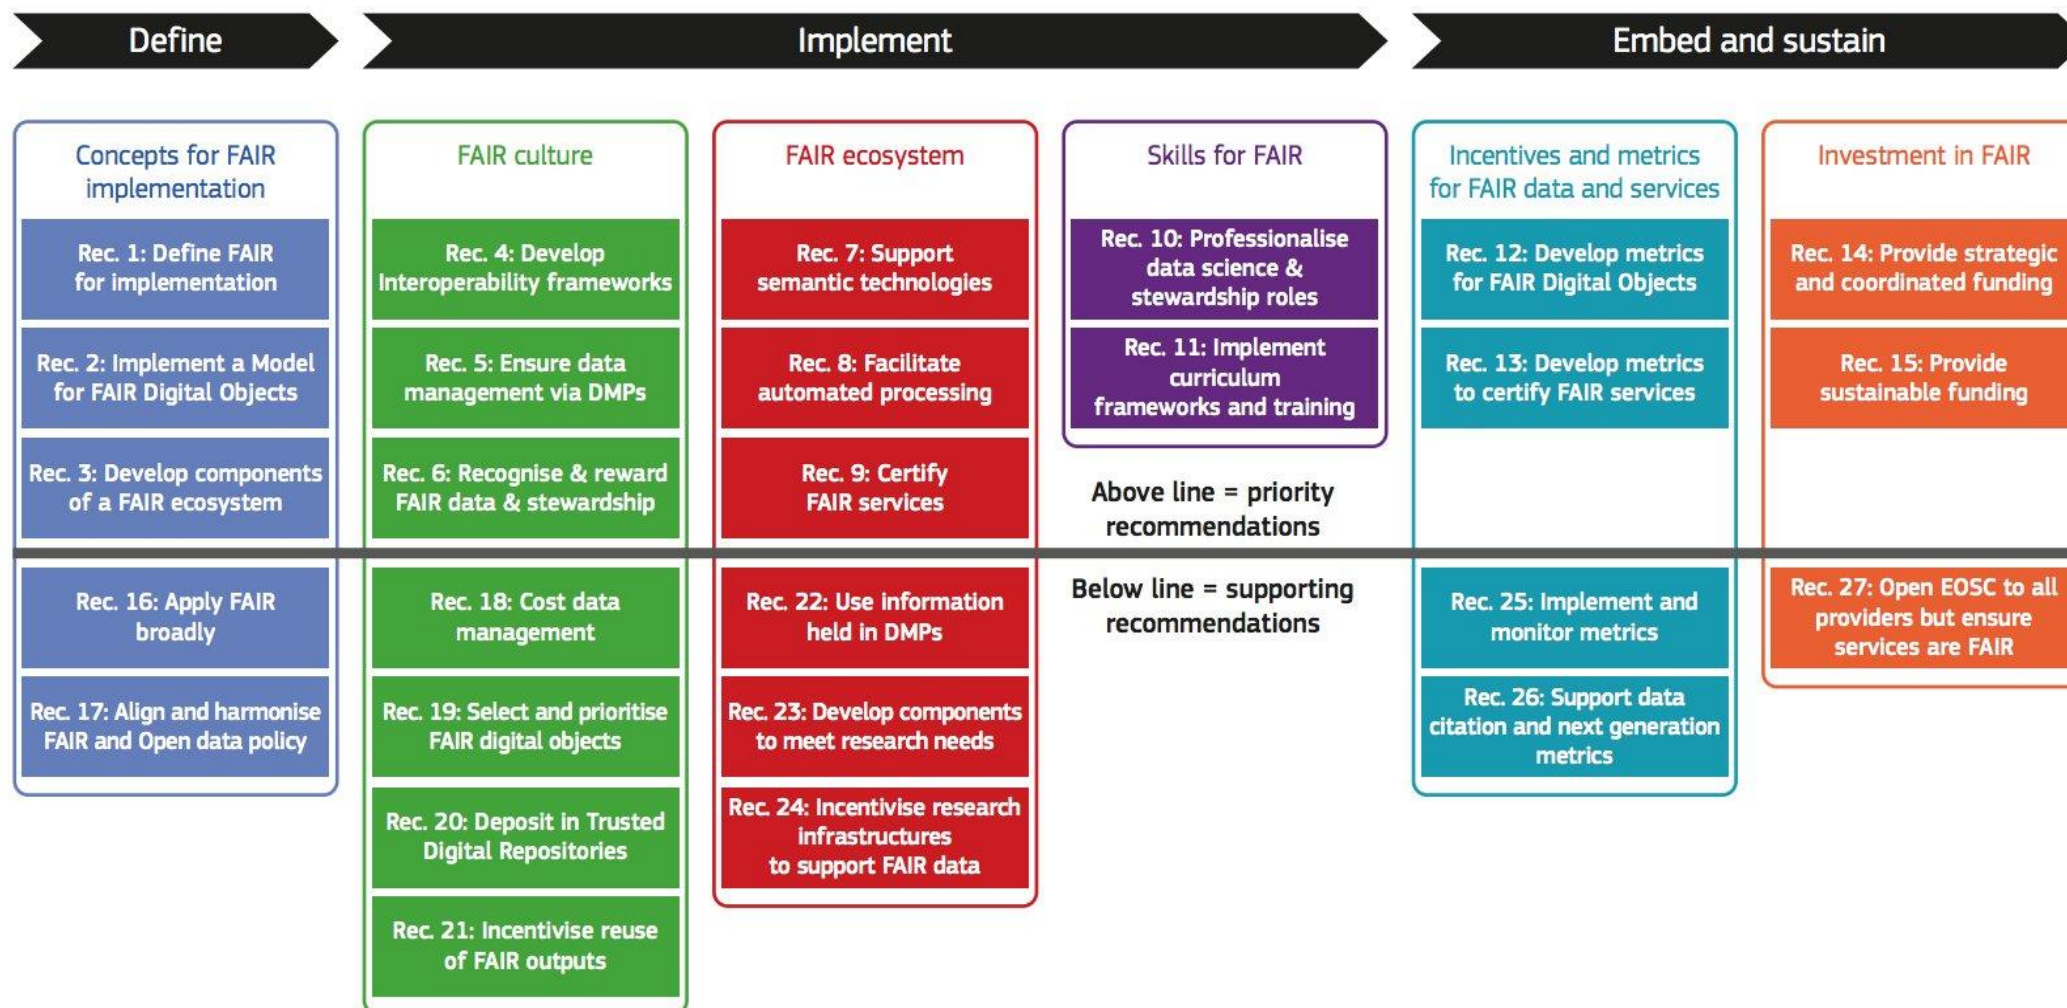 Define
Implement
Embed and sustain
Concepts for FAIR
implementation
Rec. 1: Define FAIR
for implementation
Rec. 2: Implement a Model
for FAIR Digital Objects
Rec. 3: Develop components
of a FAIR ecosystem
Rec. 16: Apply FAIR
broadly
Rec. 17: Align and harmonise
FAIR and Open data policy
FAIR culture
Rec. 4: Develop
Interoperability frameworks
Rec. 5: Ensure data
management via DMPs
Rec. 6: Recognise & reward
FAIR data & stewardship
Rec. 18: Cost data
management
Rec. 19: Select and prioritise
FAIR digital objects
Rec. 20: Deposit in Trusted
Digital Repositories
Rec. 21: Incentivise reuse
of FAIR outputs
FAIR ecosystem
Rec. 7: Support
semantic technologies
Rec. 8: Facilitate
automated processing
Rec. 9: Certify
FAIR services
Rec. 22: Use information
held in DMPs
Rec. 23: Develop components
to meet research needs
Rec. 24: Incentivise research
infrastructures
to support FAIR data
Skills for FAIR
Rec. 10: Professionalise
data science &
stewardship roles
Rec. 11: Implement
curriculum
frameworks and training
Above line = priority
recommendations
Below line = supporting
recommendations
Incentives and metrics
for FAIR data and services
Rec. 12: Develop metrics
for FAIR Digital Objects
Rec. 13: Develop metrics
to certify FAIR services
Rec. 25: Implement and
monitor metrics
Rec. 26: Support data
citation and next generation
metrics
Investment in FAIR
Rec. 14: Provide strategic
and coordinated funding
Rec. 15: Provide
sustainable funding
Rec. 27: Open EOSC to all
providers but ensure
services are FAIR